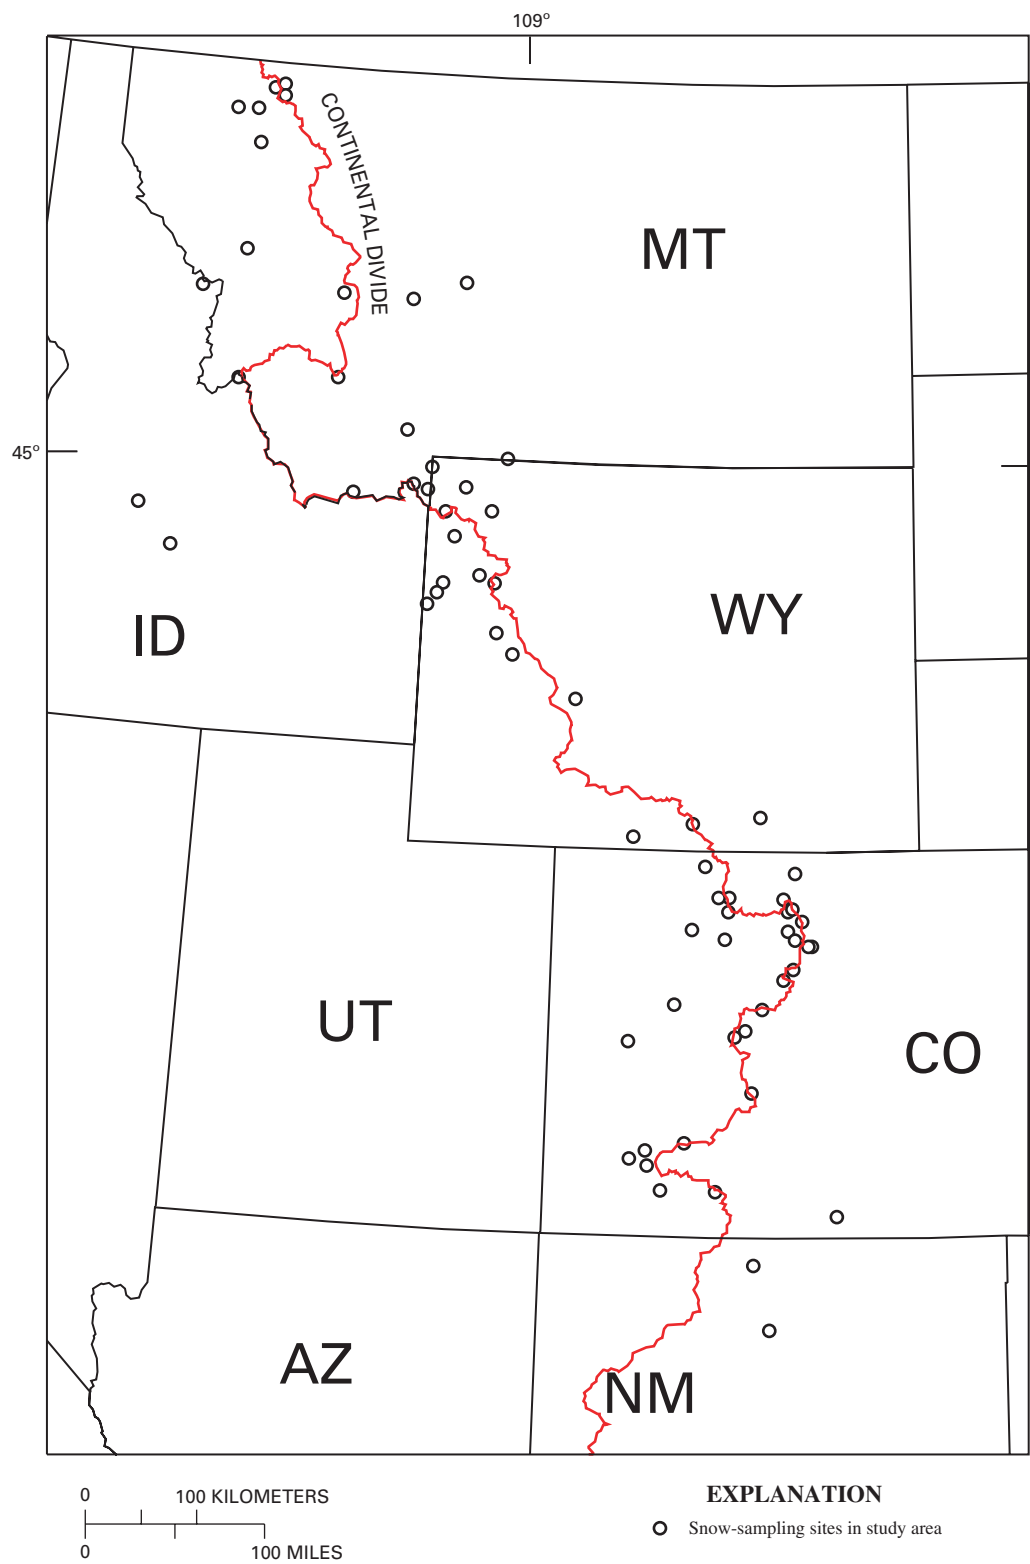 109°
CONTINENTAL DIVIDE
MT
45°
WY
ID
UT
CO
AZ
NM
0 100 KILOMETERS
0 100 MILES
EXPLANATION
Snow-sampling sites in study area